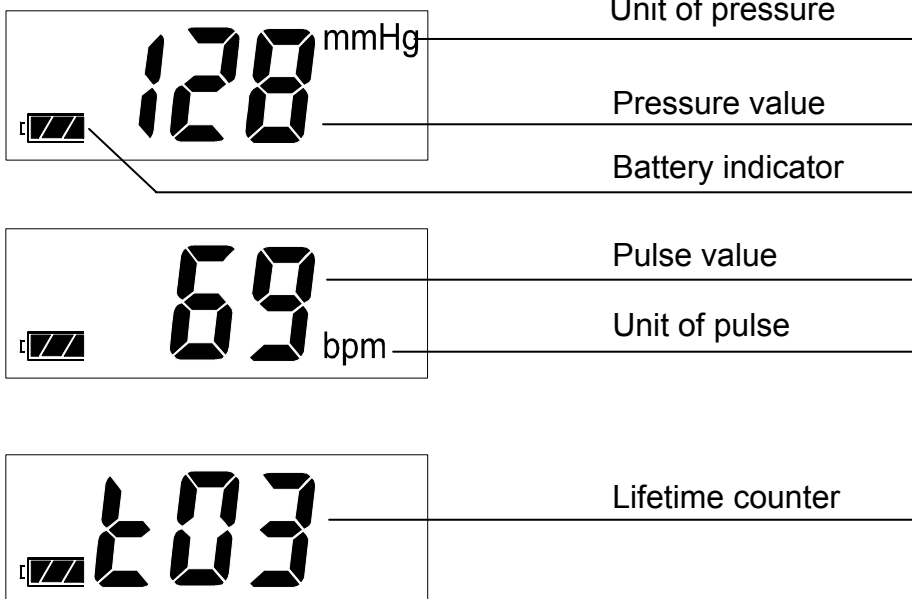 Unit of pressure
128 mmHg
Pressure value
Battery indicator
Pulse value
69
Unit of pulse
bpm
Lifetime counter
t03